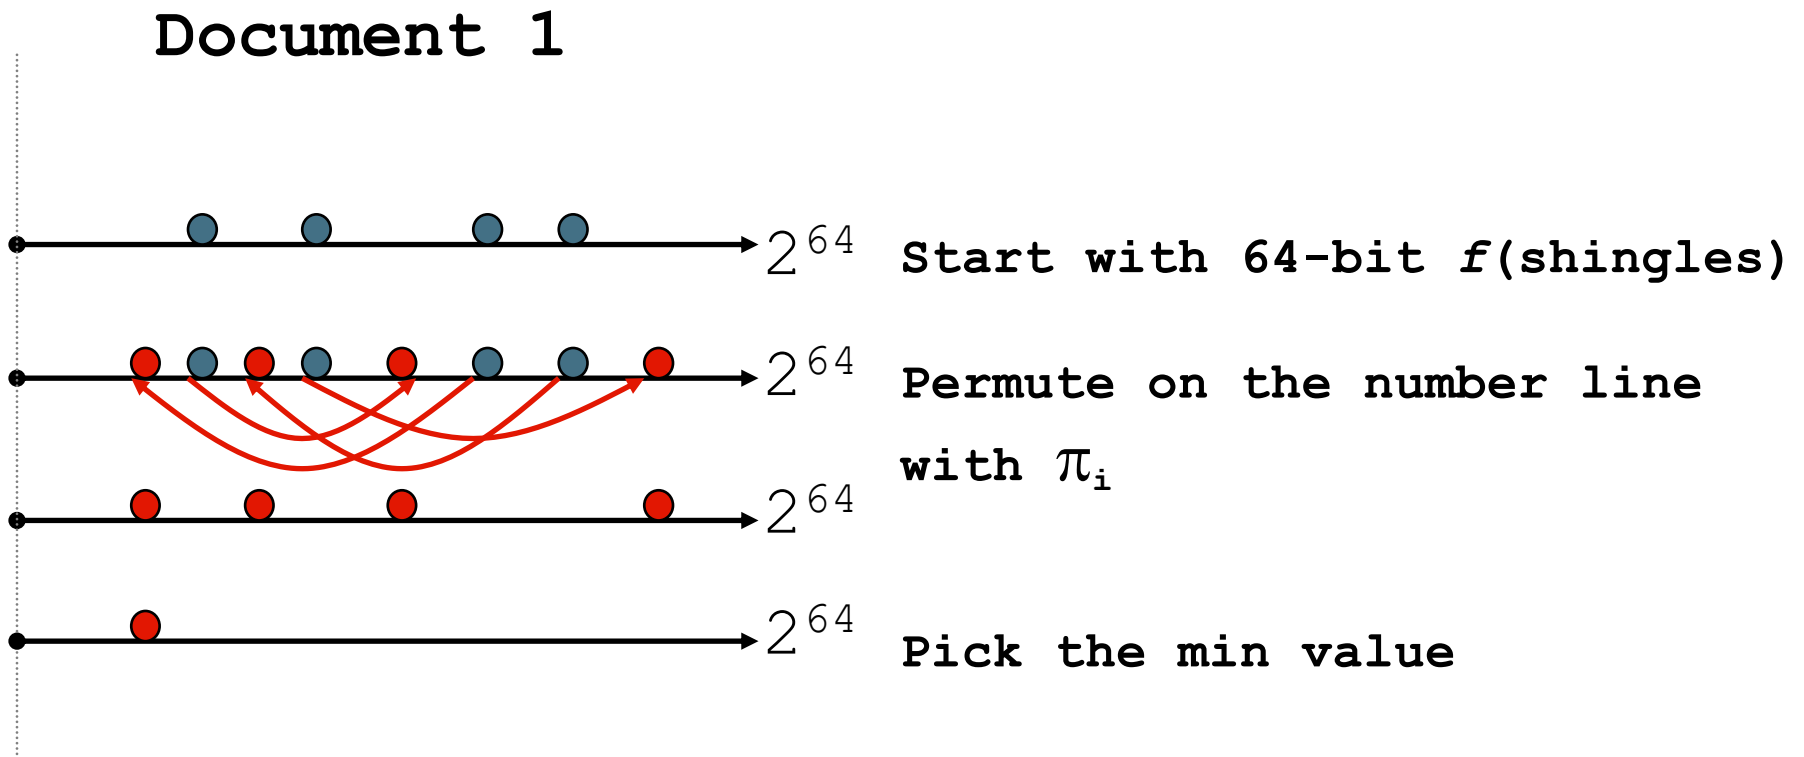 Document 1
2^64 Start with 64-bit f(shingles)
2^64 Permute on the number line
with π_i
2^64
2^64 Pick the min value